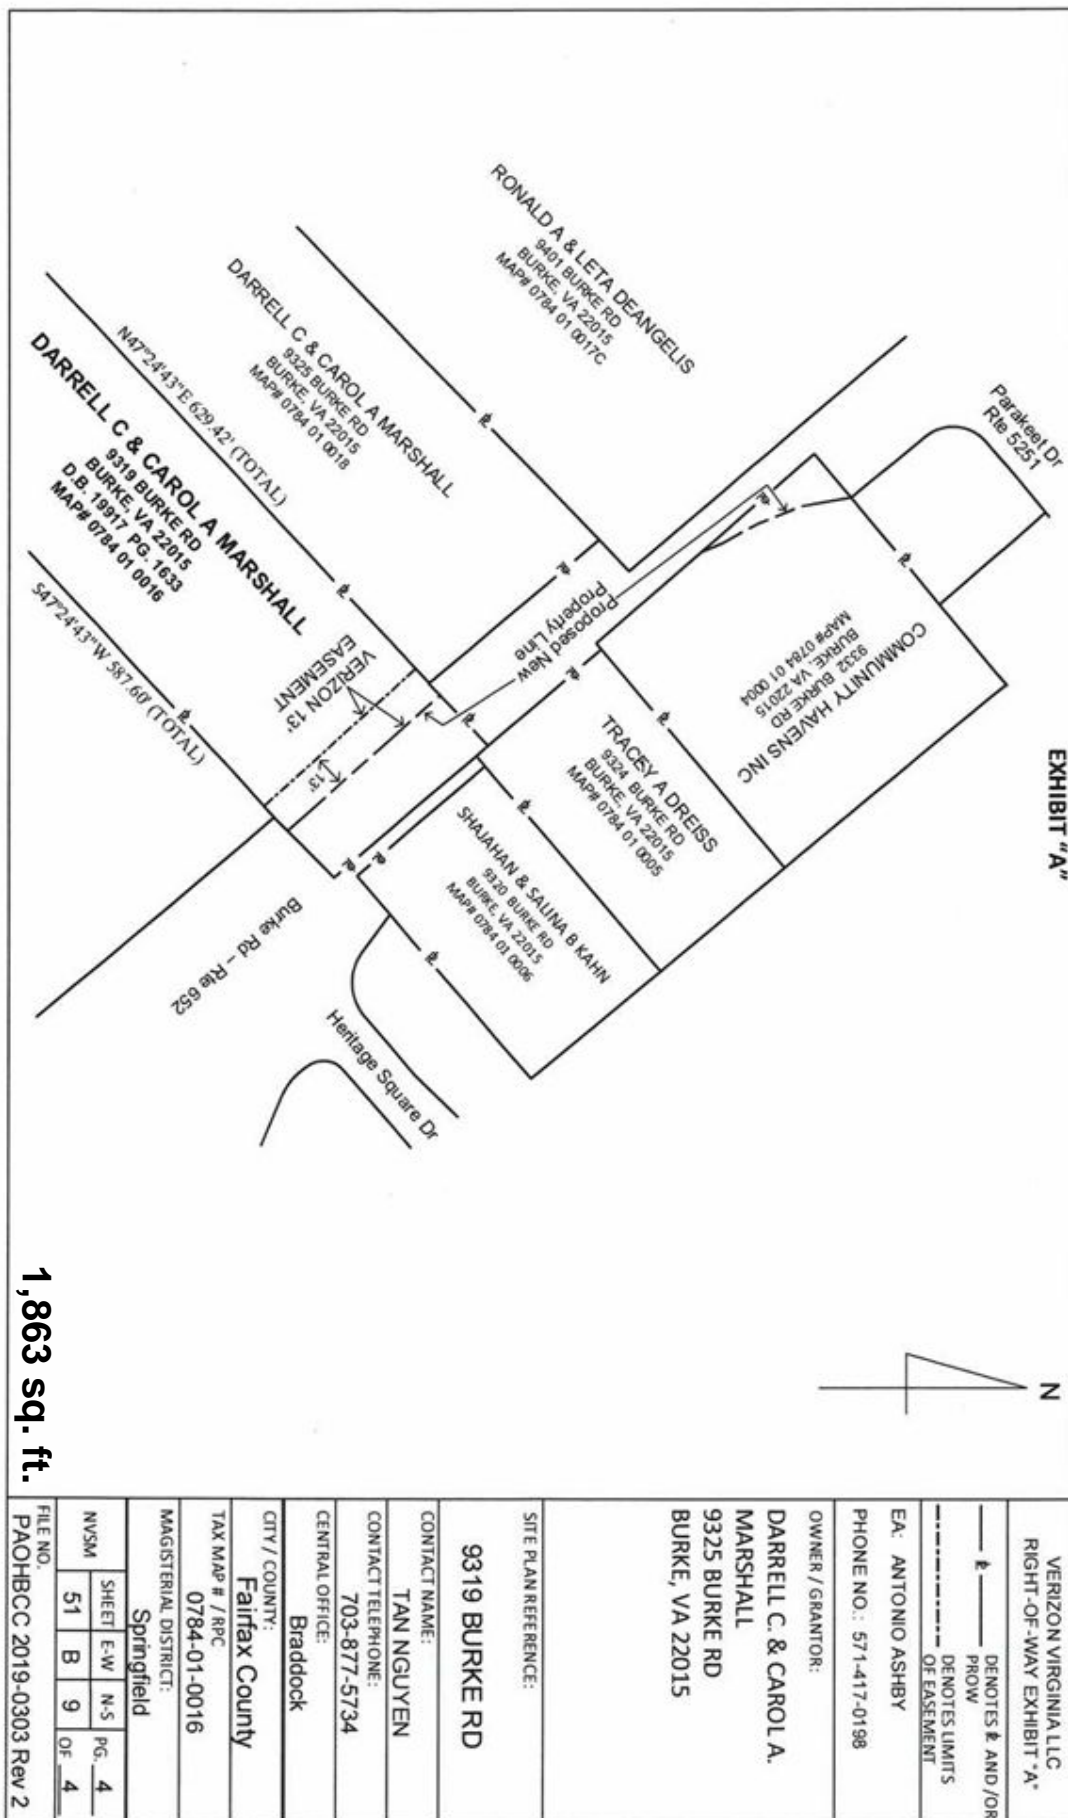 EXHIBIT "A"
Parakeet Dr
Rte 5251
RONALD A & LETA DEANGELIS
9401 BURKE RD
BURKE, VA 22015
MAP# 0784 01 0017C
COMMUNITY HAVENS INC
9332 BURKE RD
BURKE, VA 22015
MAP# 0784 01 0004
DARRELL C & CAROL A MARSHALL
9325 BURKE RD
BURKE, VA 22015
MAP# 0784 01 0018
Proposed New
Property Line
TRACEY A DREISS
9324 BURKE RD
BURKE, VA 22015
MAP# 0784 01 0005
N47°24'43"E 629.42' (TOTAL)
DARRELL C & CAROL A MARSHALL
9319 BURKE RD
BURKE, VA 22015
D.B. 19917 PG. 1633
MAP# 0784 01 0016
VERIZON 13'
EASEMENT
13'
SHAJAHAN & SALINA B KAHN
9320 BURKE RD
BURKE, VA 22015
MAP# 0784 01 0006
S47°24'43"W 587.60' (TOTAL)
Burke Rd - Rte 652
Heritage Square Dr
N
1,863 sq. ft.
VERIZON VIRGINIA LLC
RIGHT-OF-WAY EXHIBIT "A"
DENOTES ⅊ AND/OR
PROW
DENOTES LIMITS
OF EASEMENT
EA: ANTONIO ASHBY
PHONE NO.: 571-417-0198
OWNER / GRANTOR:
DARREL C. & CAROL A.
MARSHALL
9325 BURKE RD
BURKE, VA 22015
SITE PLAN REFERENCE:
9319 BURKE RD
CONTACT NAME:
TAN NGUYEN
CONTACT TELEPHONE:
703-877-5734
CENTRAL OFFICE:
Braddock
CITY / COUNTY:
Fairfax County
TAX MAP # / RPC
0784-01-0016
MAGISTERIAL DISTRICT:
Springfield
NVSM
SHEET E-W N-S
51 B 9
PG. 4
OF 4
FILE NO.
PAOHBCC 2019-0303 Rev 2